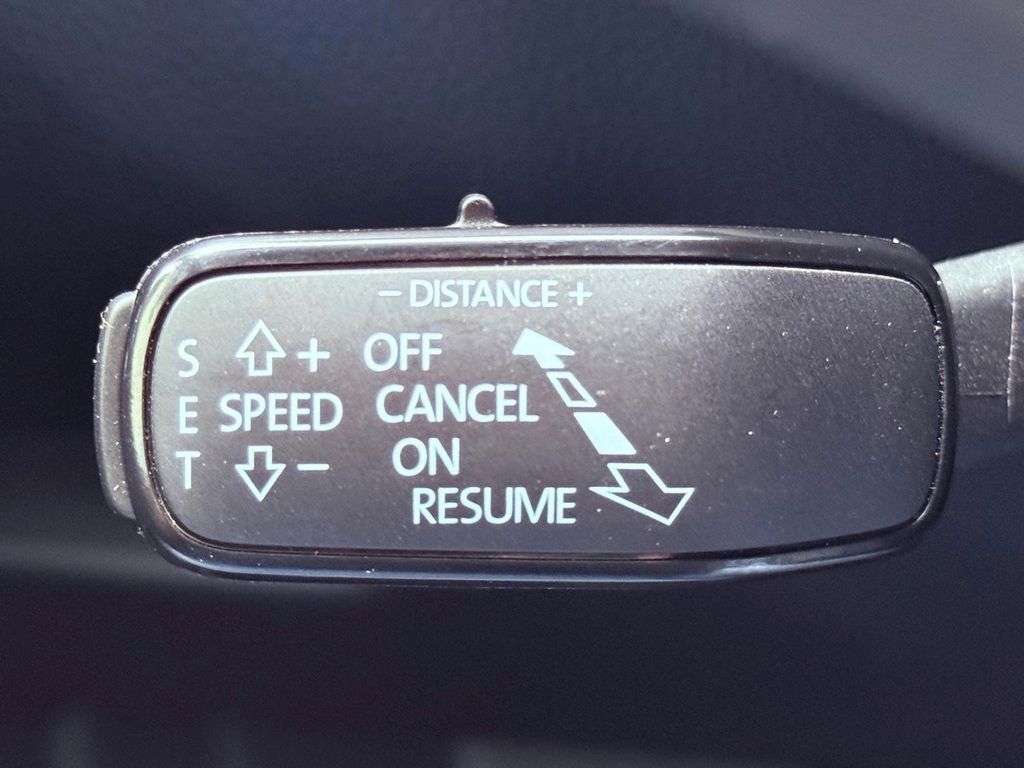 − DISTANCE +
S + OFF
E SPEED CANCEL
T − ON
RESUME